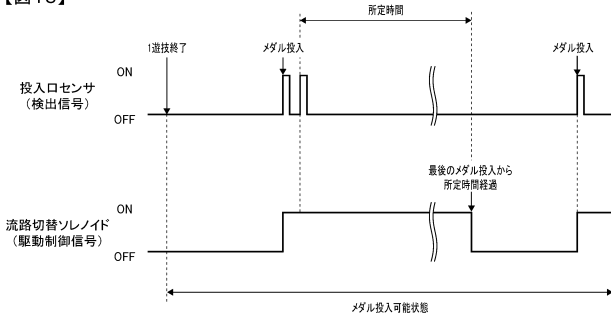 【図18】
所定時間
1遊技終了
メダル投入
メダル投入
投入口センサ
（検出信号）
ON
OFF
最後のメダル投入から
所定時間経過
流路切替ソレノイド
（駆動制御信号）
ON
OFF
メダル投入可能状態